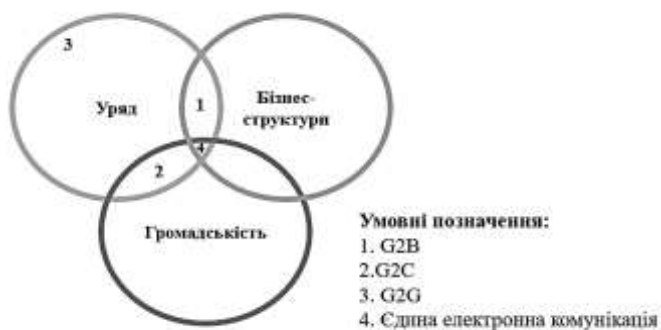 3
Уряд
1
Бізнес-
структури
4
2
Громадськість
Умовні позначення:
1. G2B
2.G2C
3. G2G
4. Єдина електронна комунікація